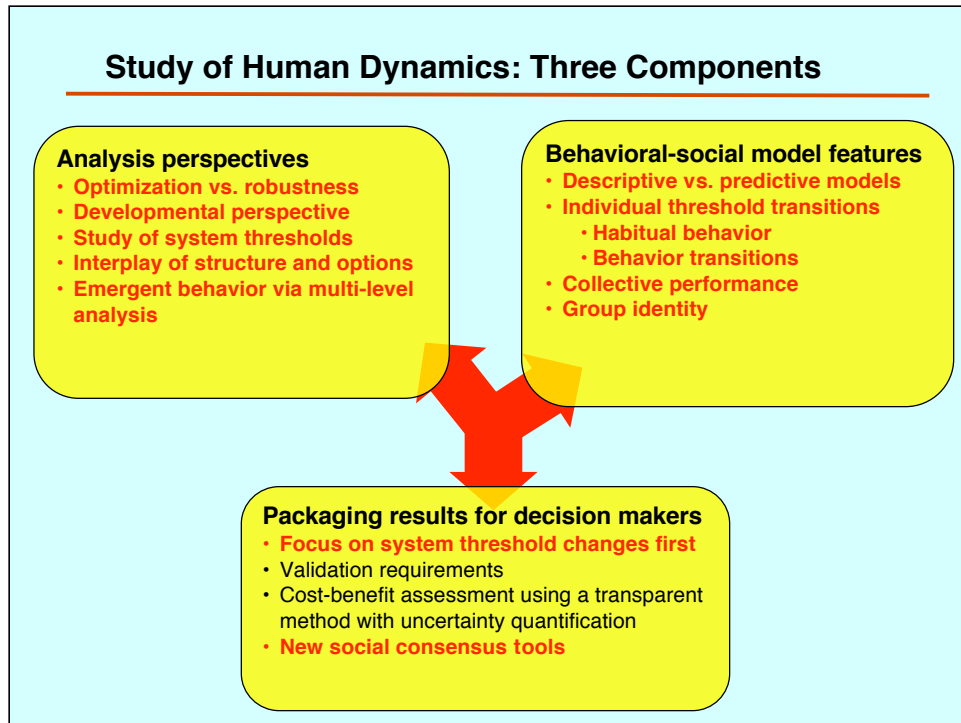 Study of Human Dynamics: Three Components
Analysis perspectives
• Optimization vs. robustness
• Developmental perspective
• Study of system thresholds
• Interplay of structure and options
• Emergent behavior via multi-level
analysis
Behavioral-social model features
• Descriptive vs. predictive models
• Individual threshold transitions
• Habitual behavior
• Behavior transitions
• Collective performance
• Group identity
Packaging results for decision makers
• Focus on system threshold changes first
• Validation requirements
• Cost-benefit assessment using a transparent
method with uncertainty quantification
• New social consensus tools